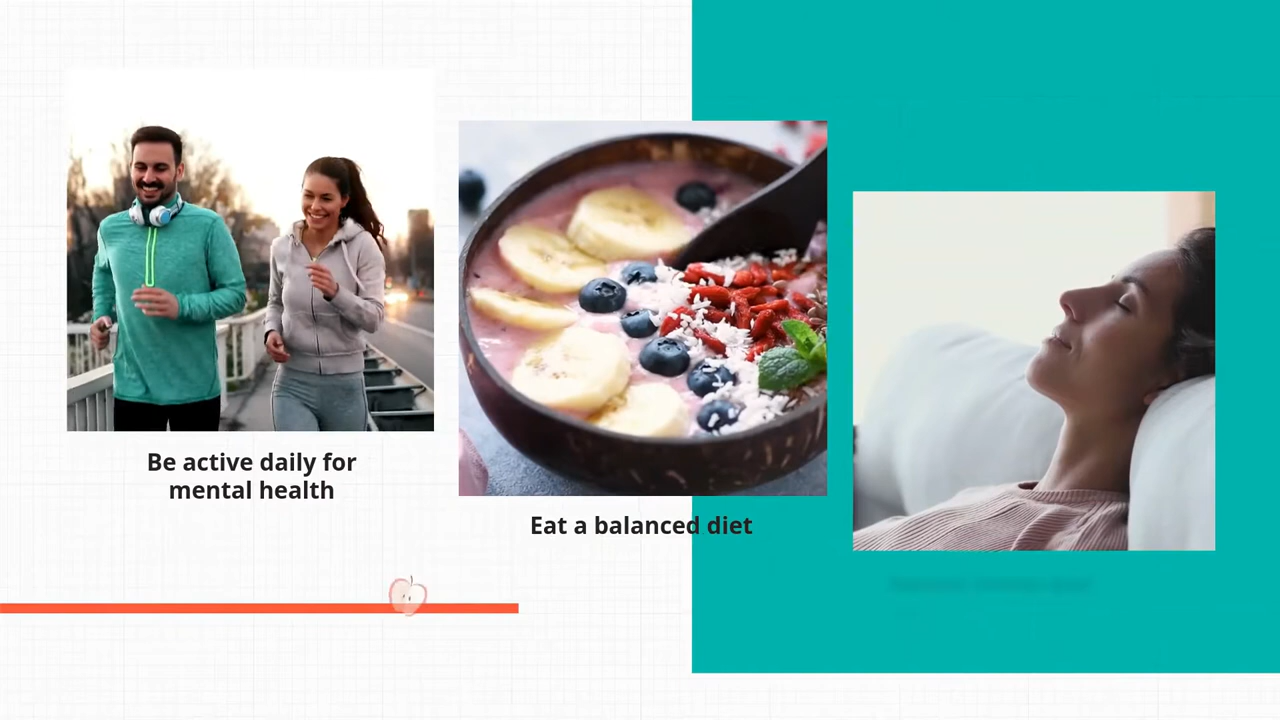 Be active daily for
mental health
Eat a balanced diet